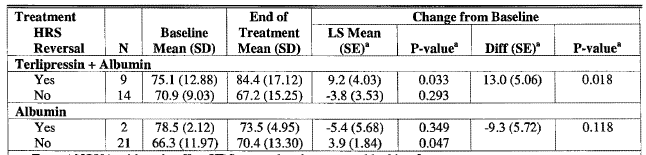 Treatment Change from Baseline
HRS Baseline End of Treatment LS Mean
Reversal N Mean (SD) Mean (SD) (SE)ᵃ P-valueᵃ Diff (SE)ᵃ P-valueᵃ
Terlipressin + Albumin
Yes 9 75.1 (12.88) 84.4 (17.12) 9.2 (4.03) 0.033 13.0 (5.06) 0.018
No 14 70.9 (9.03) 67.2 (15.25) -3.8 (3.53) 0.293
Albumin
Yes 2 78.5 (2.12) 73.5 (4.95) -5.4 (5.68) 0.349 -9.3 (5.72) 0.118
No 21 66.3 (11.97) 70.4 (13.30) 3.9 (1.84) 0.047